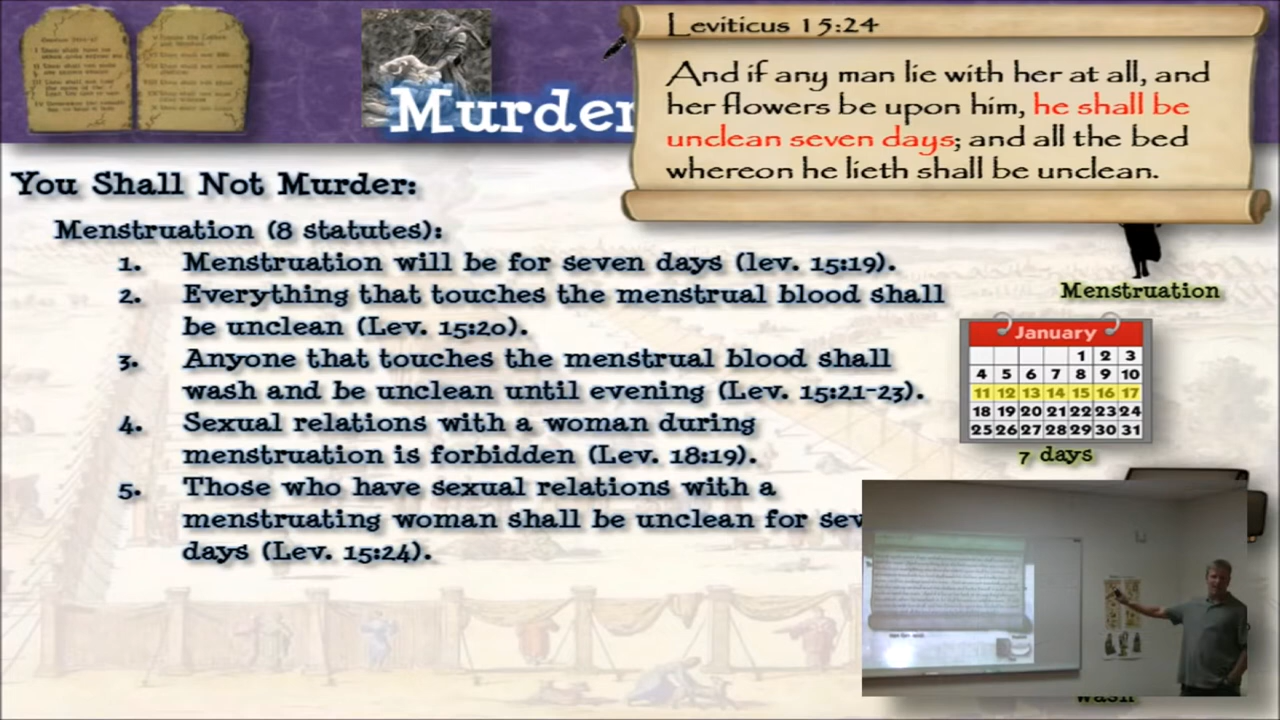 Leviticus 15:24
And if any man lie with her at all, and
her flowers be upon him, he shall be
unclean seven days; and all the bed
whereon he lieth shall be unclean.
Murder
You Shall Not Murder:
Menstruation (8 statutes):
1. Menstruation will be for seven days (lev. 15:19).
2. Everything that touches the menstrual blood shall
be unclean (Lev. 15:20).
3. Anyone that touches the menstrual blood shall
wash and be unclean until evening (Lev. 15:21-23).
4. Sexual relations with a woman during
menstruation is forbidden (Lev. 18:19).
5. Those who have sexual relations with a
menstruating woman shall be unclean for sev
days (Lev. 15:24).
Menstruation
January
1 2 3
4 5 6 7 8 9 10
11 12 13 14 15 16 17
18 19 20 21 22 23 24
25 26 27 28 29 30 31
7 days
wash